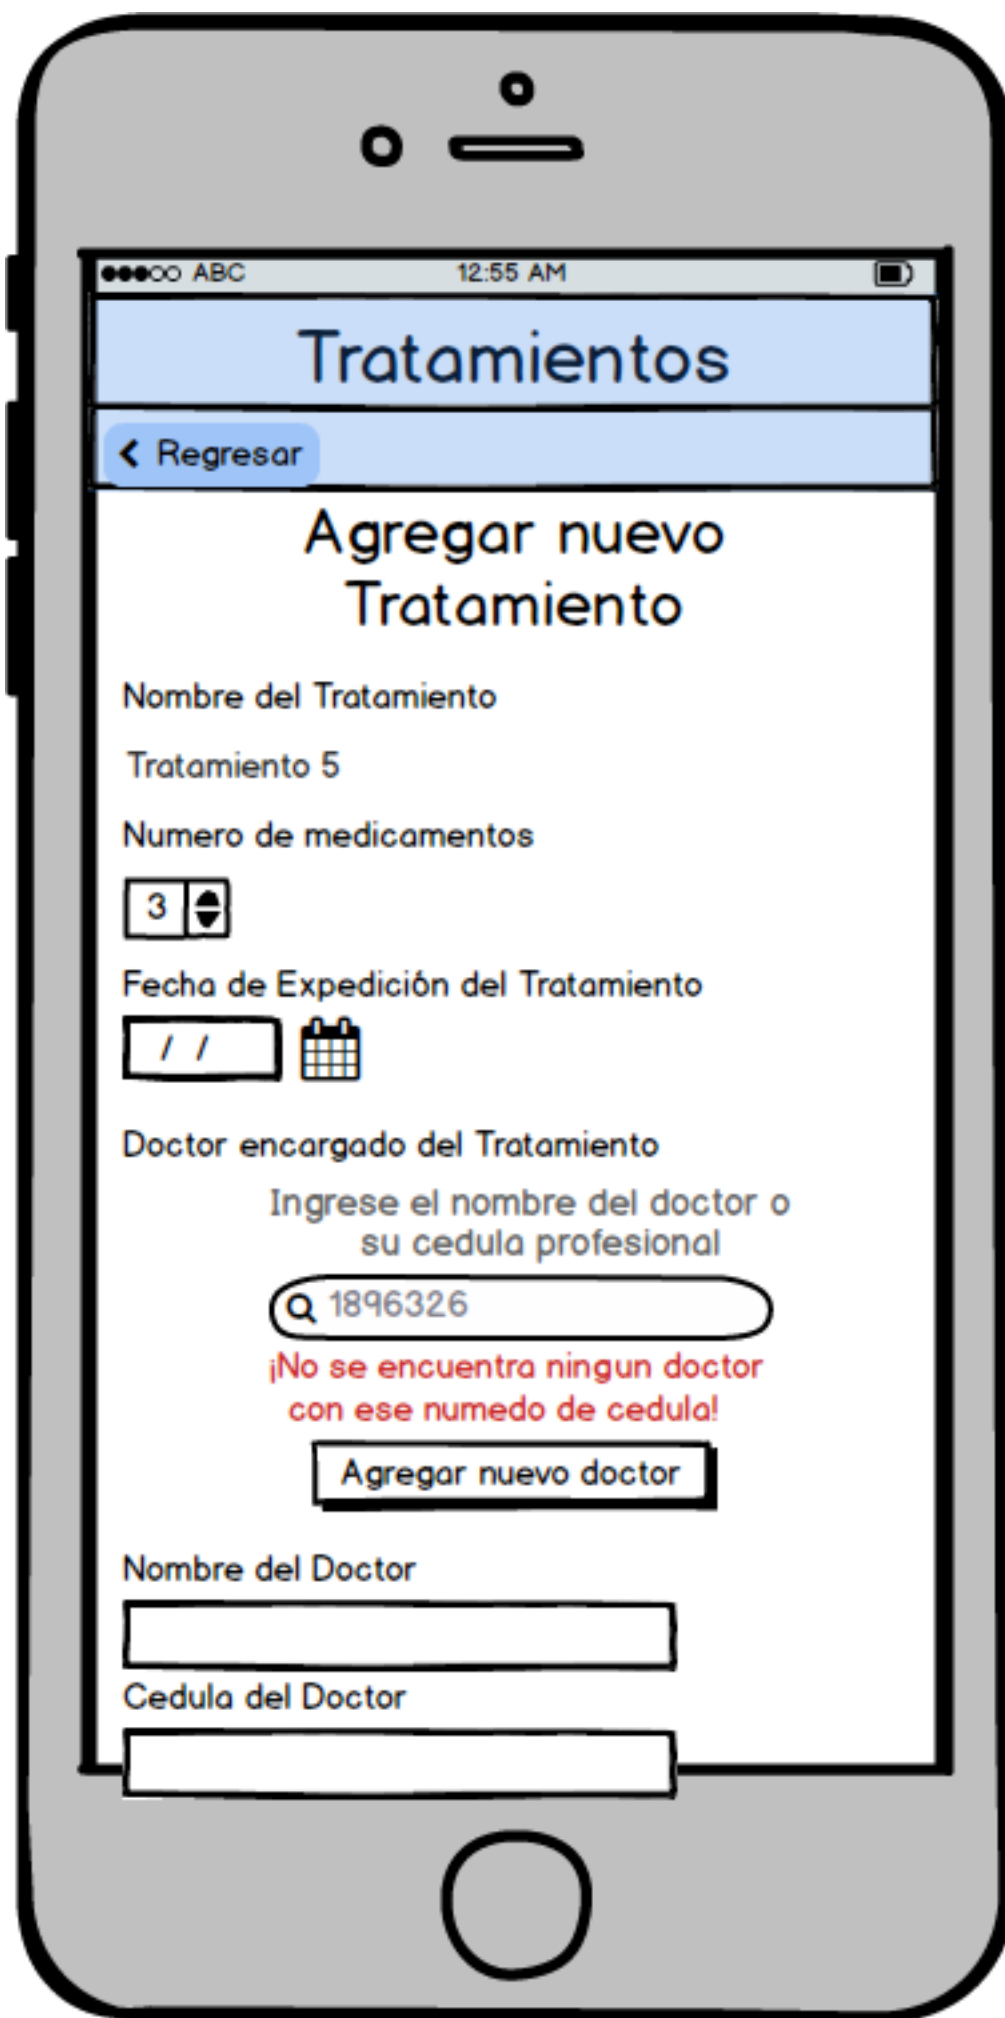 ABC 12:55 AM
Tratamientos
Regresar
Agregar nuevo
Tratamiento
Nombre del Tratamiento
Tratamiento 5
Numero de medicamentos
3
Fecha de Expedición del Tratamiento
/ /
Doctor encargado del Tratamiento
Ingrese el nombre del doctor o
su cedula profesional
1896326
¡No se encuentra ningun doctor
con ese numedo de cedula!
Agregar nuevo doctor
Nombre del Doctor
Cedula del Doctor